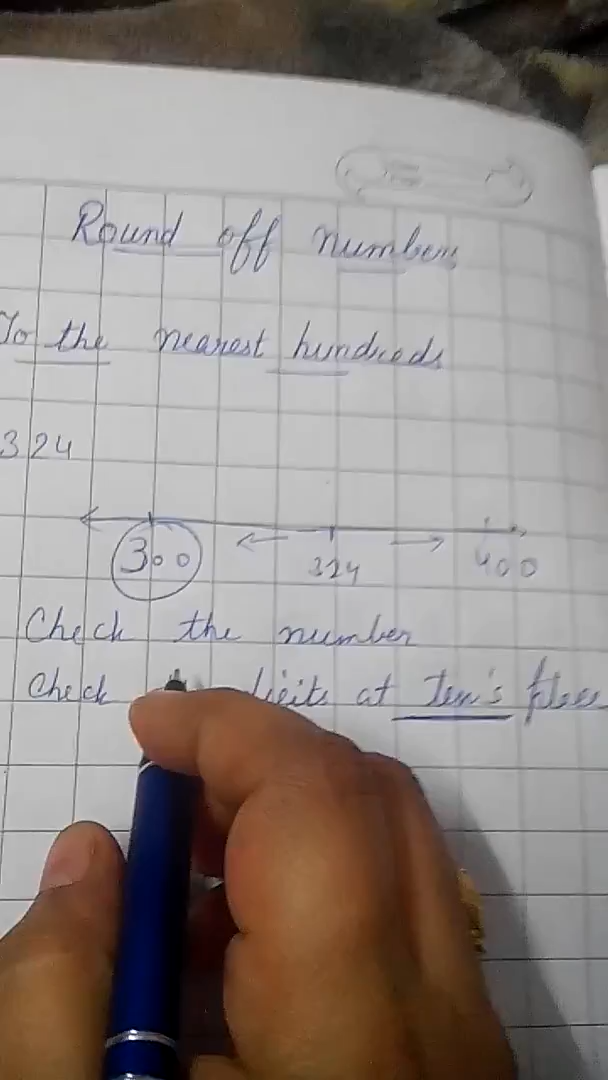 Round off numbers
To the nearest hundreds
324
300 324 400
Check the number
Check digits at Ten's place